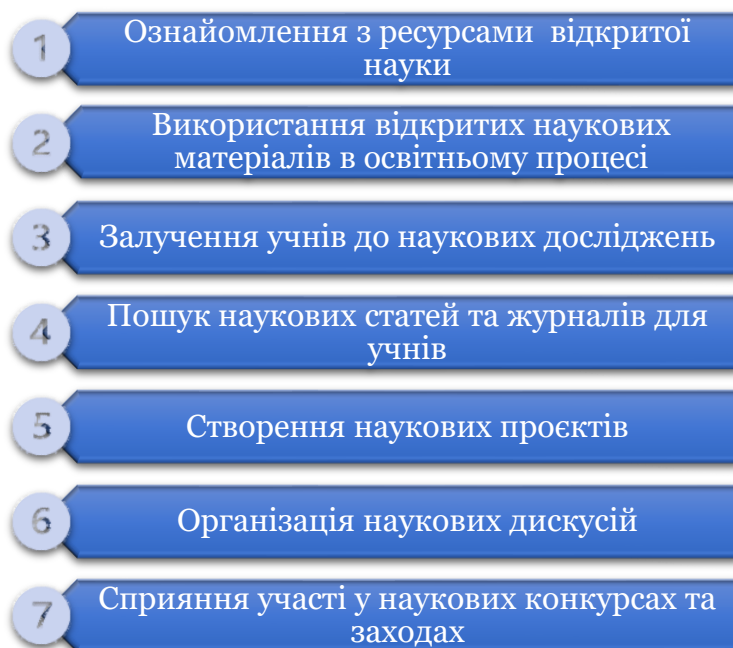 1
Ознайомлення з ресурсами відкритої
науки
2
Використання відкритих наукових
матеріалів в освітньому процесі
3
Залучення учнів до наукових досліджень
4
Пошук наукових статей та журналів для
учнів
5
Створення наукових проєктів
6
Організація наукових дискусій
7
Сприяння участі у наукових конкурсах та
заходах